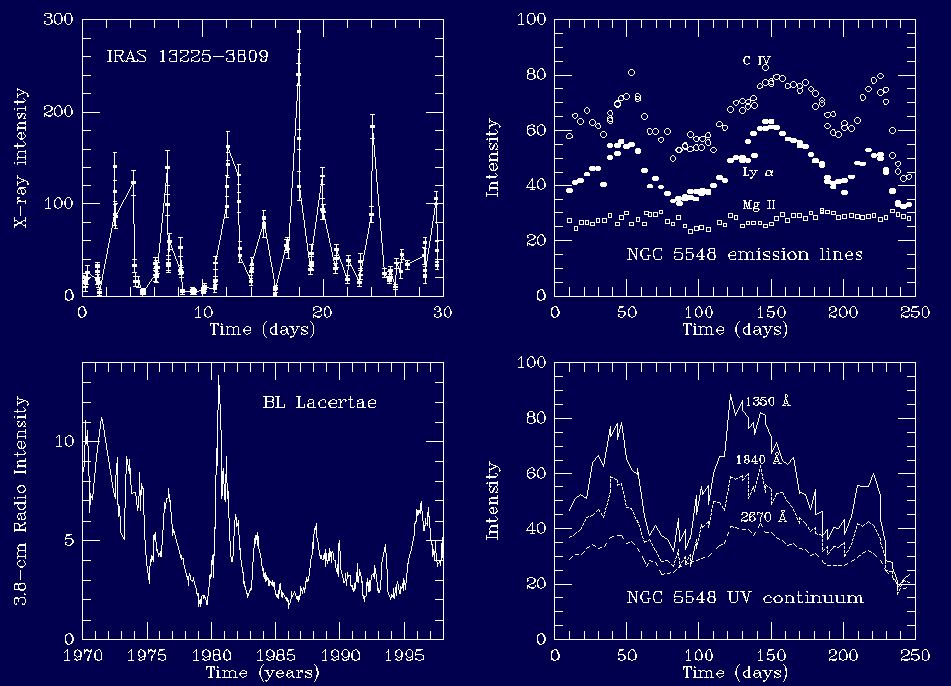 300
200
100
0
X-ray intensity
IRAS 13225-3809
0 10 20 30
Time (days)
100
80
60
40
20
0
Intensity
C IV
Ly α
Mg II
NGC 5548 emission lines
0 50 100 150 200 250
Time (days)
10
5
0
3.8-cm Radio Intensity
BL Lacertae
1970 1975 1980 1985 1990 1995
Time (years)
100
80
60
40
20
0
Intensity
1350 Å
1840 Å
2670 Å
NGC 5548 UV continuum
0 50 100 150 200 250
Time (days)